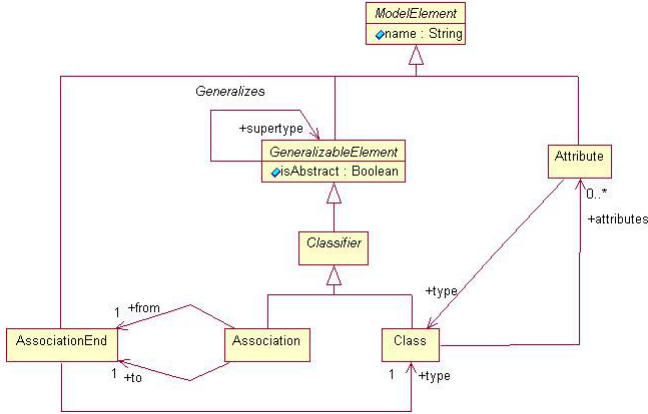 ModelElement
name : String
Generalizes
+supertype
GeneralizableElement
isAbstract : Boolean
Attribute
0..*
+attributes
Classifier
+type
1 +from
AssociationEnd
Association
Class
1 +to
1 +type